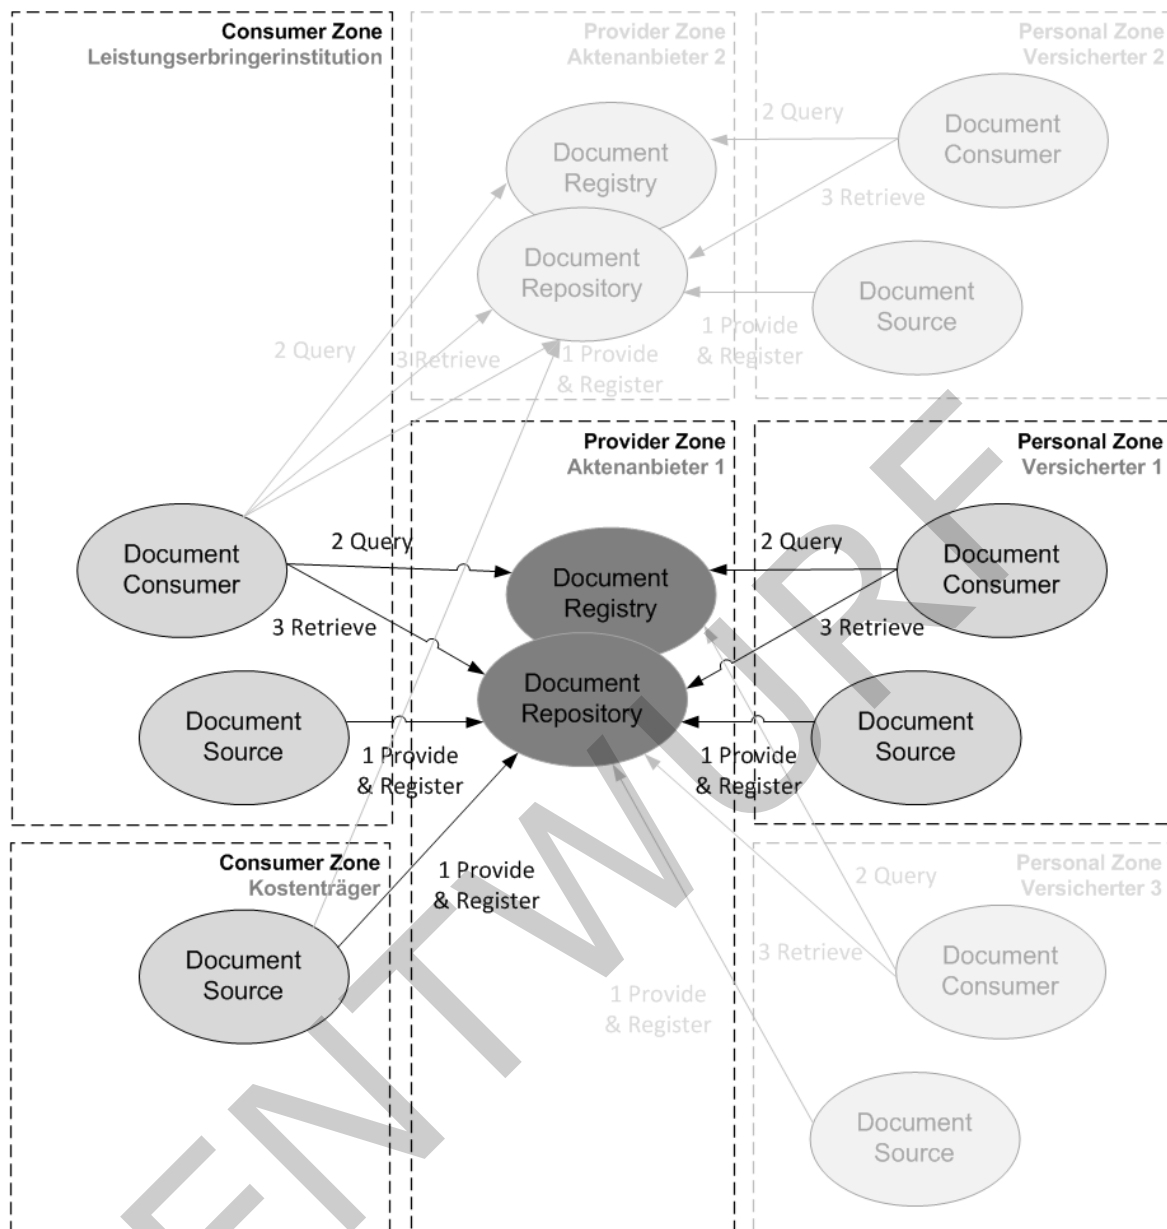 Consumer Zone
Leistungserbringerinstitution
Provider Zone
Aktenanbieter 2
Personal Zone
Versicherter 2
Document
Registry
2 Query
Document
Consumer
3 Retrieve
Document
Repository
Document
Source
2 Query
3 Retrieve
1 Provide
& Register
1 Provide
& Register
Provider Zone
Aktenanbieter 1
Personal Zone
Versicherter 1
Document
Consumer
2 Query
Document
Registry
2 Query
Document
Consumer
3 Retrieve
3 Retrieve
Document
Repository
Document
Source
1 Provide
& Register
1 Provide
& Register
Document
Source
Consumer Zone
Kostenträger
1 Provide
& Register
Document
Source
Personal Zone
Versicherter 3
2 Query
3 Retrieve
Document
Consumer
1 Provide
& Register
Document
Source
ENTWURF